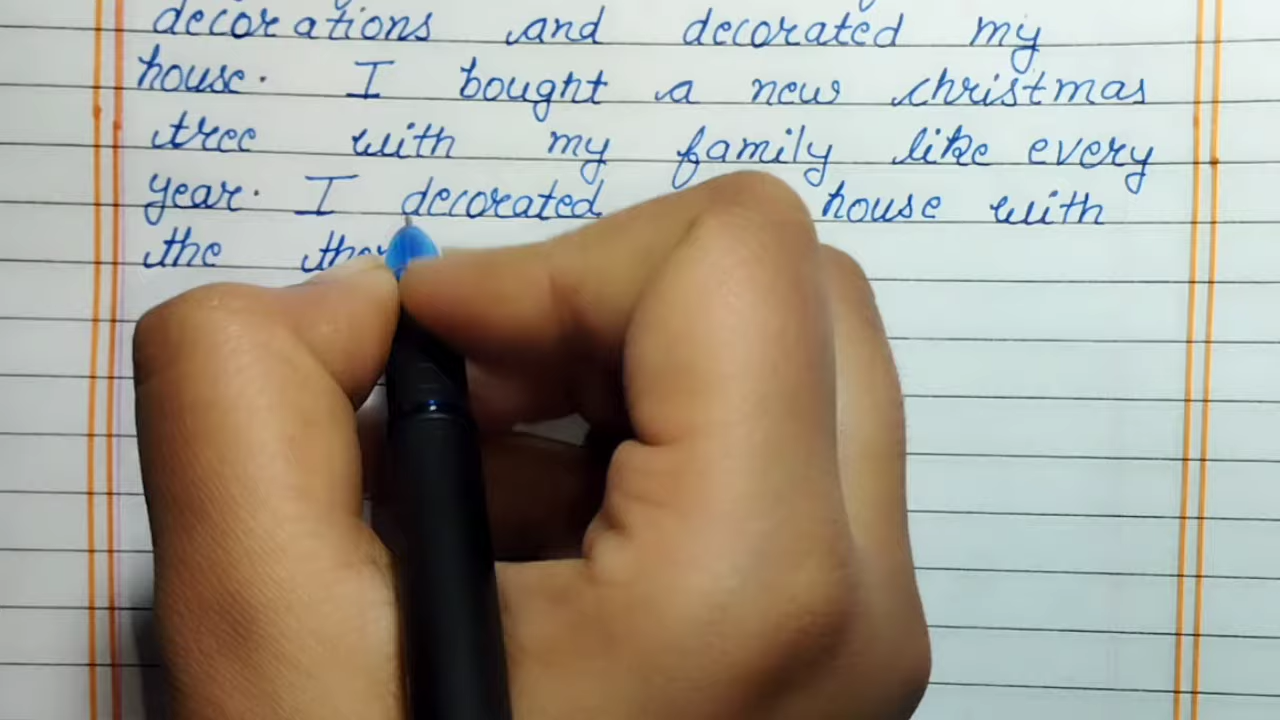 decorations and decorated my
house. I bought a new christmas
tree with my family like every
year. I decorated house with
the